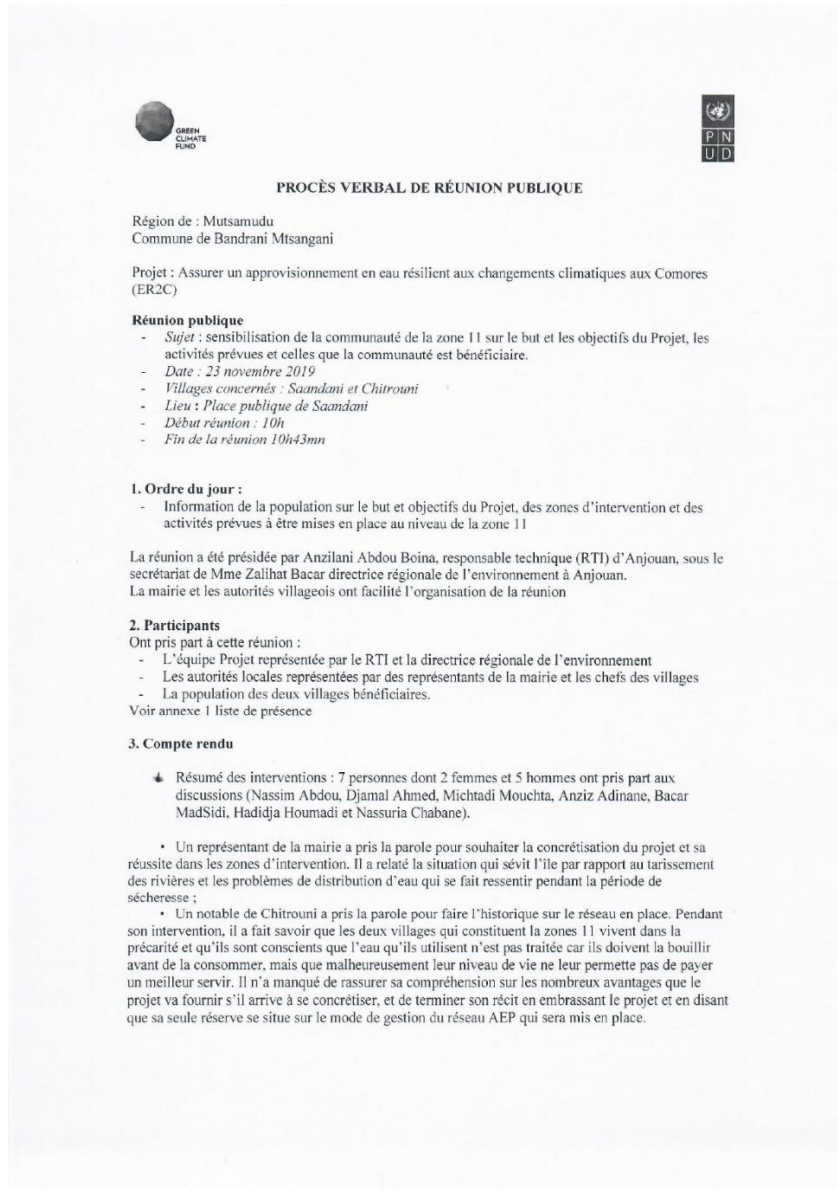 GREEN
CLIMATE
FUND
P N
U D
PROCÈS VERBAL DE RÉUNION PUBLIQUE
Région de : Mutsamudu
Commune de Bandrani Mtsangani
Projet : Assurer un approvisionnement en eau résilient aux changements climatiques aux Comores
(ER2C)
Réunion publique
- Sujet : sensibilisation de la communauté de la zone 11 sur le but et les objectifs du Projet, les
activités prévues et celles que la communauté est bénéficiaire.
- Date : 23 novembre 2019
- Villages concernés : Saandani et Chitrouni
- Lieu : Place publique de Saandani
- Début réunion : 10h
- Fin de la réunion 10h43mn
1. Ordre du jour :
- Information de la population sur le but et objectifs du Projet, des zones d'intervention et des
activités prévues à être mises en place au niveau de la zone 11
La réunion a été présidée par Anzilani Abdou Boina, responsable technique (RTI) d'Anjouan, sous le
secrétariat de Mme Zalihat Bacar directrice régionale de l'environnement à Anjouan.
La mairie et les autorités villageois ont facilité l'organisation de la réunion
2. Participants
Ont pris part à cette réunion :
- L'équipe Projet représentée par le RTI et la directrice régionale de l'environnement
- Les autorités locales représentées par des représentants de la mairie et les chefs des villages
- La population des deux villages bénéficiaires.
Voir annexe 1 liste de présence
3. Compte rendu
Résumé des interventions : 7 personnes dont 2 femmes et 5 hommes ont pris part aux
discussions (Nassim Abdou, Djamal Ahmed, Michtadi Mouchta, Anziz Adinane, Bacar
MadSidi, Hadidja Houmadi et Nassuria Chabane).
• Un représentant de la mairie a pris la parole pour souhaiter la concrétisation du projet et sa
réussite dans les zones d'intervention. Il a relaté la situation qui sévit l'île par rapport au tarissement
des rivières et les problèmes de distribution d'eau qui se fait ressentir pendant la période de
sécheresse ;
• Un notable de Chitrouni a pris la parole pour faire l'historique sur le réseau en place. Pendant
son intervention, il a fait savoir que les deux villages qui constituent la zones 11 vivent dans la
précarité et qu'ils sont conscients que l'eau qu'ils utilisent n'est pas traitée car ils doivent la bouillir
avant de la consommer, mais que malheureusement leur niveau de vie ne leur permette pas de payer
un meilleur servir. Il n'a manqué de rassurer sa compréhension sur les nombreux avantages que le
projet va fournir s'il arrive à se concrétiser, et de terminer son récit en embrassant le projet et en disant
que sa seule réserve se situe sur le mode de gestion du réseau AEP qui sera mis en place.